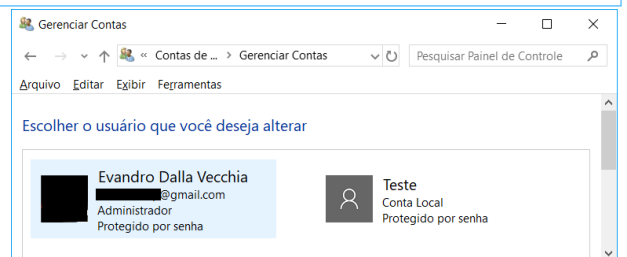 Gerenciar Contas
« Contas de ... > Gerenciar Contas
Pesquisar Painel de Controle
Arquivo Editar Exibir Ferramentas
Escolher o usuário que você deseja alterar
Evandro Dalla Vecchia
@gmail.com
Administrador
Protegido por senha
Teste
Conta Local
Protegido por senha